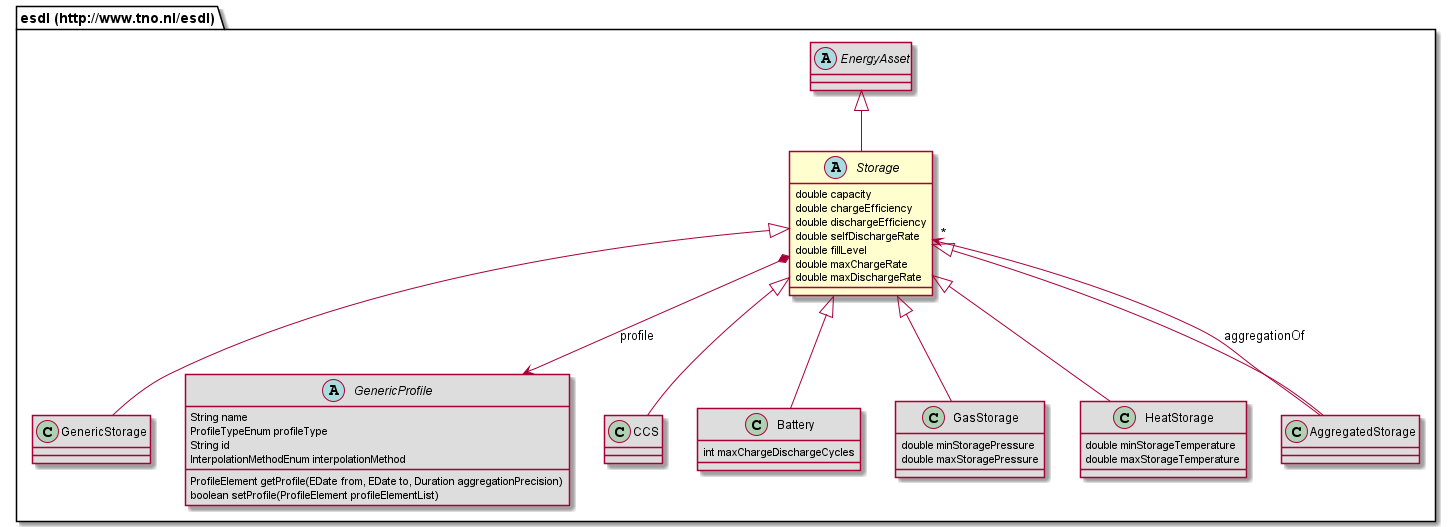 esdl (http://www.tno.nl/esdl)
A EnergyAsset
A Storage
double capacity
double chargeEfficiency
double dischargeEfficiency
double selfDischargeRate
double fillLevel
double maxChargeRate
double maxDischargeRate
*
profile
aggregationOf
C GenericStorage
A GenericProfile
String name
ProfileTypeEnum profileType
String id
InterpolationMethodEnum interpolationMethod
ProfileElement getProfile(EDate from, EDate to, Duration aggregationPrecision)
boolean setProfile(ProfileElement profileElementList)
C CCS
C Battery
int maxChargeDischargeCycles
C GasStorage
double minStoragePressure
double maxStoragePressure
C HeatStorage
double minStorageTemperature
double maxStorageTemperature
C AggregatedStorage